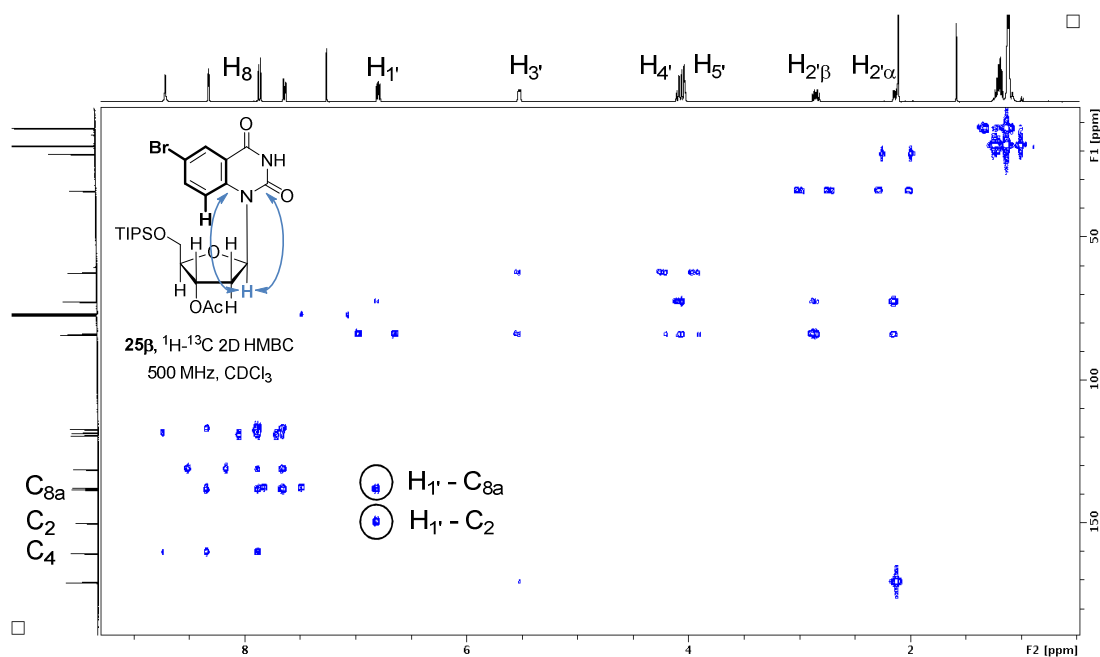 H8 H1' H3' H4' H5' H2'β H2'α
F1 [ppm]
50
100
150
Br
O
NH
N
O
H
TIPSO
H
O
H
H
H
H
OAc
H
25β, ¹H-¹³C 2D HMBC
500 MHz, CDCl₃
C8a
H1' - C8a
C2
H1' - C2
C4
8 6 4 2 F2 [ppm]